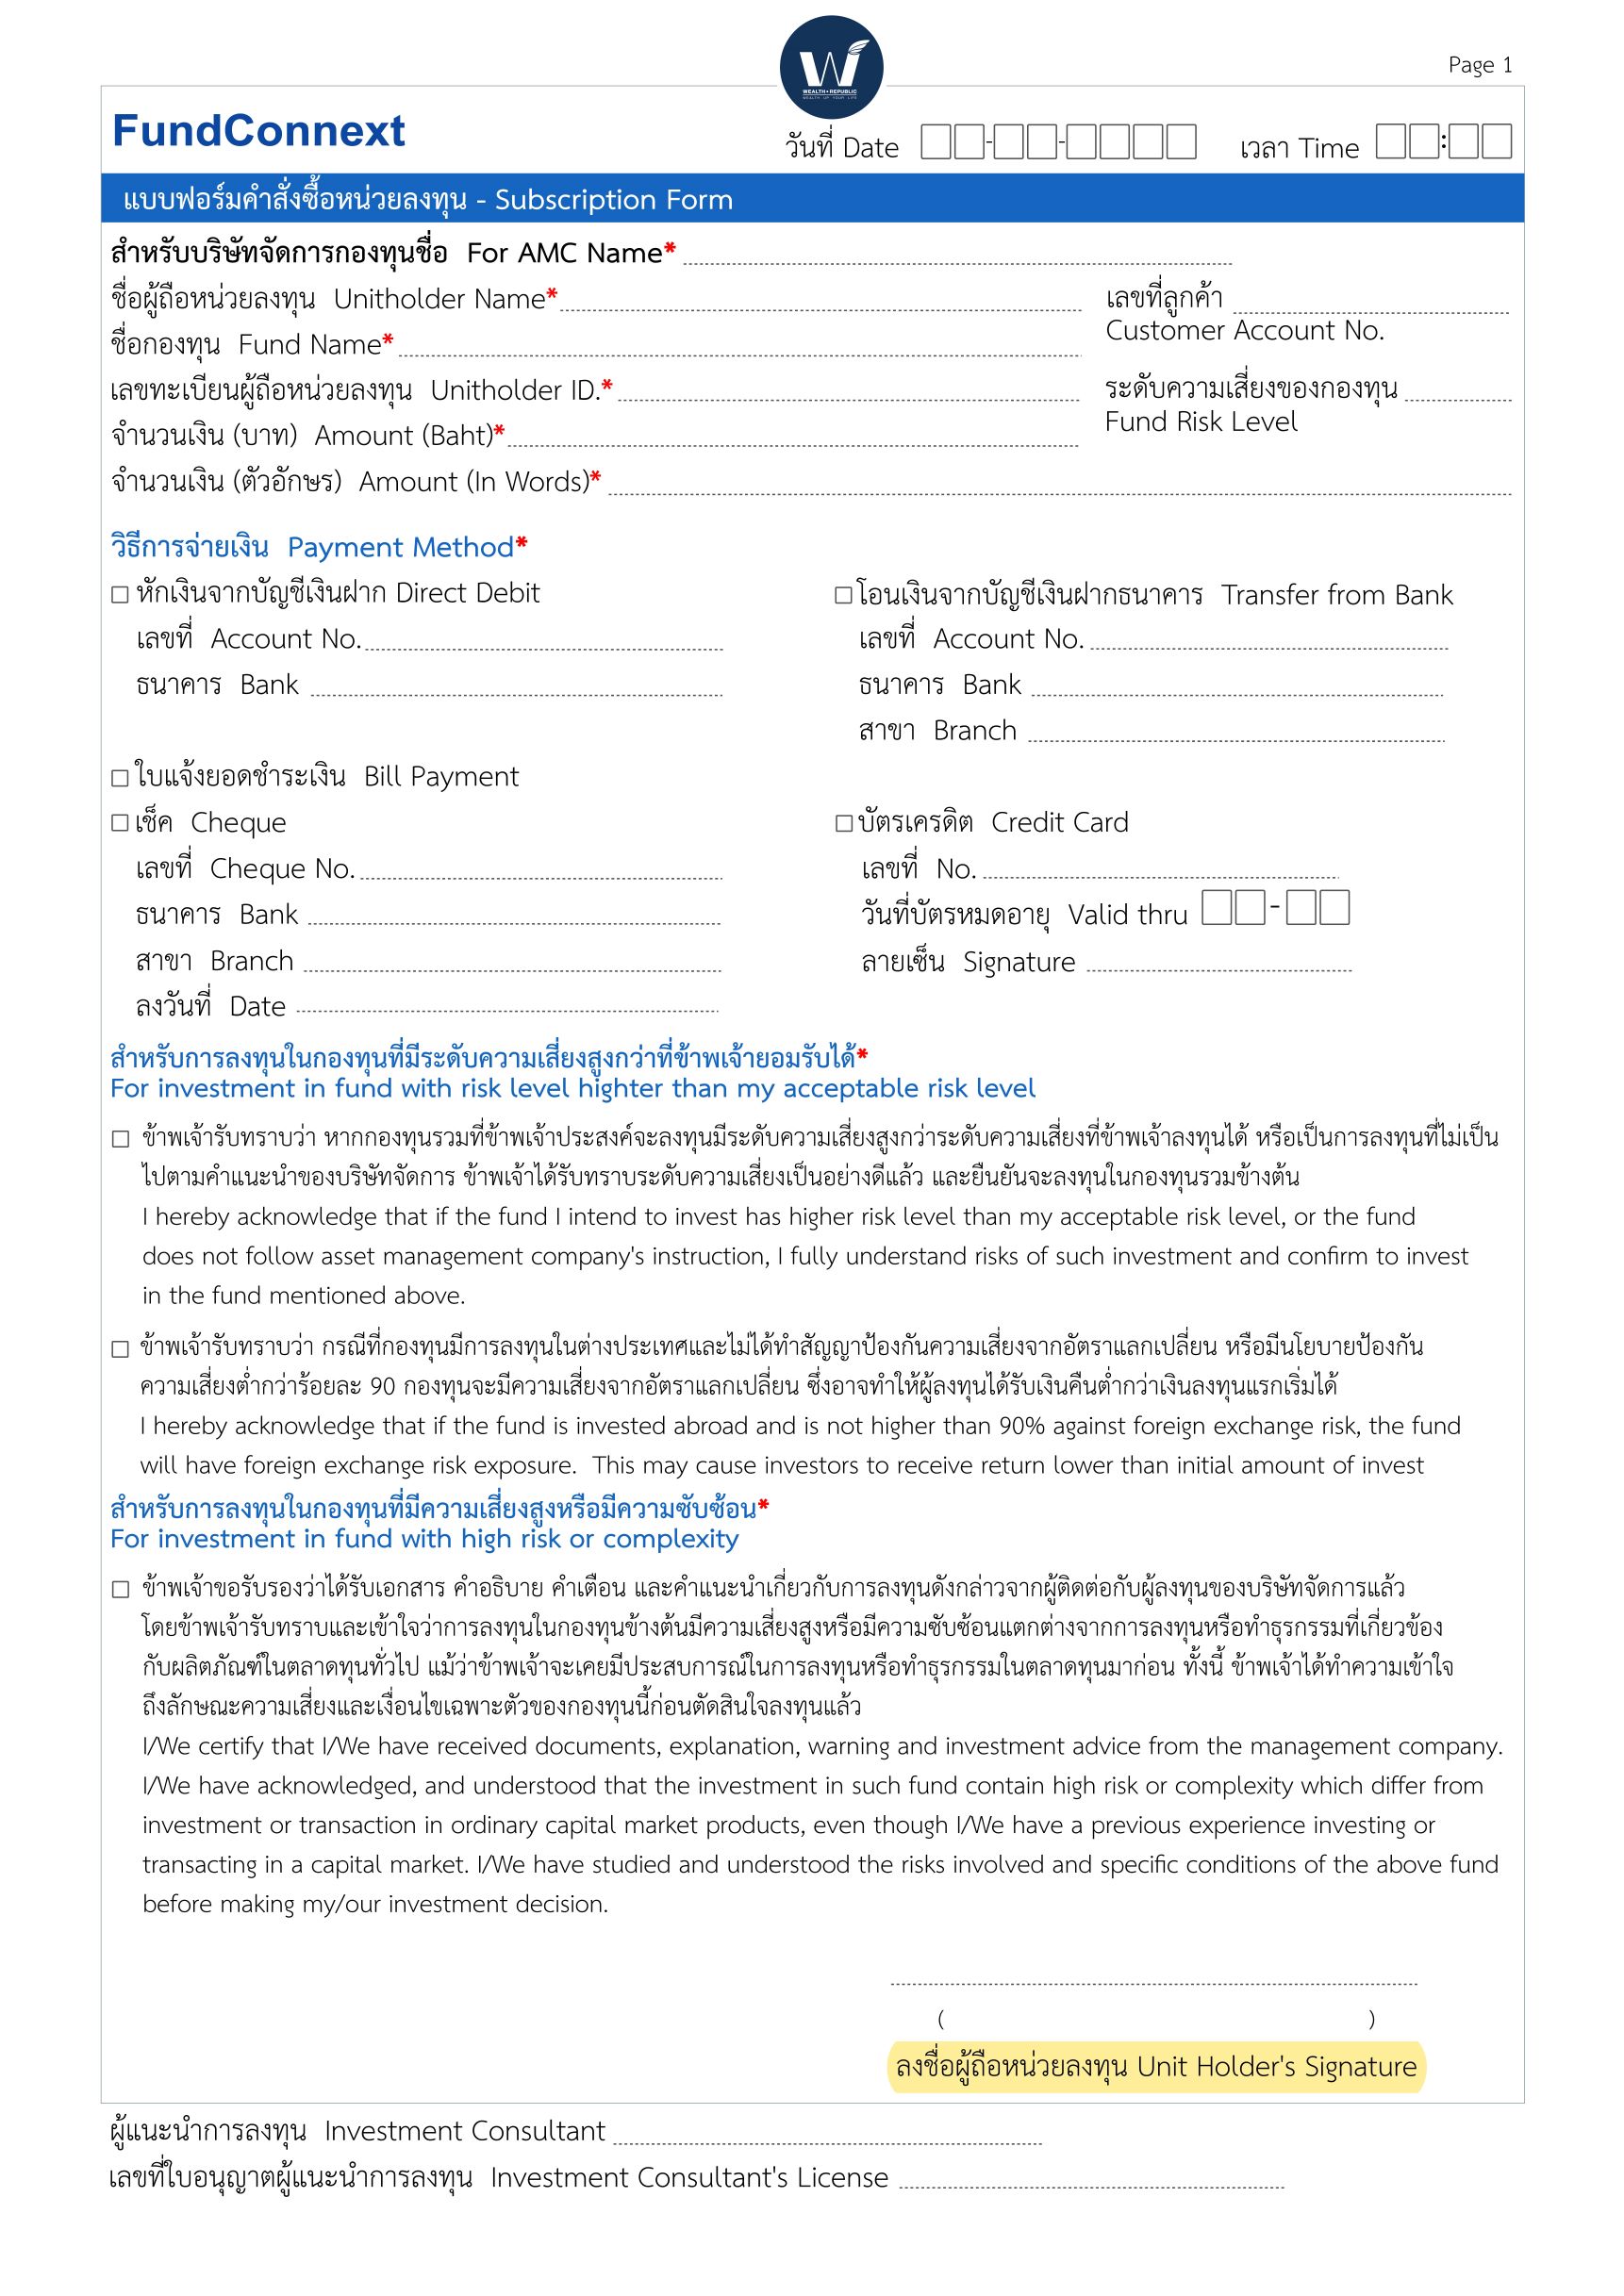 Page 1
W
WEALTH • REPUBLIC
WEALTH UP YOUR LIFE
FundConnext
วันที่ Date - - เวลา Time :
แบบฟอร์มคำสั่งซื้อหน่วยลงทุน - Subscription Form
สำหรับบริษัทจัดการกองทุนชื่อ For AMC Name*
ชื่อผู้ถือหน่วยลงทุน Unitholder Name* เลขที่ลูกค้า
Customer Account No.
ชื่อกองทุน Fund Name*
เลขทะเบียนผู้ถือหน่วยลงทุน Unitholder ID.* ระดับความเสี่ยงของกองทุน
Fund Risk Level
จำนวนเงิน (บาท) Amount (Baht)*
จำนวนเงิน (ตัวอักษร) Amount (In Words)*
วิธีการจ่ายเงิน Payment Method*
หักเงินจากบัญชีเงินฝาก Direct Debit
เลขที่ Account No.
ธนาคาร Bank
โอนเงินจากบัญชีเงินฝากธนาคาร Transfer from Bank
เลขที่ Account No.
ธนาคาร Bank
สาขา Branch
ใบแจ้งยอดชำระเงิน Bill Payment
เช็ค Cheque
เลขที่ Cheque No.
ธนาคาร Bank
สาขา Branch
ลงวันที่ Date
บัตรเครดิต Credit Card
เลขที่ No.
วันที่บัตรหมดอายุ Valid thru -
ลายเซ็น Signature
สำหรับการลงทุนในกองทุนที่มีระดับความเสี่ยงสูงกว่าที่ข้าพเจ้ายอมรับได้*
For investment in fund with risk level highter than my acceptable risk level
ข้าพเจ้ารับทราบว่า หากกองทุนรวมที่ข้าพเจ้าประสงค์จะลงทุนมีระดับความเสี่ยงสูงกว่าระดับความเสี่ยงที่ข้าพเจ้าลงทุนได้ หรือเป็นการลงทุนที่ไม่เป็น
ไปตามคำแนะนำของบริษัทจัดการ ข้าพเจ้าได้รับทราบระดับความเสี่ยงเป็นอย่างดีแล้ว และยืนยันจะลงทุนในกองทุนรวมข้างต้น
I hereby acknowledge that if the fund I intend to invest has higher risk level than my acceptable risk level, or the fund
does not follow asset management company's instruction, I fully understand risks of such investment and confirm to invest
in the fund mentioned above.
ข้าพเจ้ารับทราบว่า กรณีที่กองทุนมีการลงทุนในต่างประเทศและไม่ได้ทำสัญญาป้องกันความเสี่ยงจากอัตราแลกเปลี่ยน หรือมีนโยบายป้องกัน
ความเสี่ยงต่ำกว่าร้อยละ 90 กองทุนจะมีความเสี่ยงจากอัตราแลกเปลี่ยน ซึ่งอาจทำให้ผู้ลงทุนได้รับเงินคืนต่ำกว่าเงินลงทุนแรกเริ่มได้
I hereby acknowledge that if the fund is invested abroad and is not higher than 90% against foreign exchange risk, the fund
will have foreign exchange risk exposure. This may cause investors to receive return lower than initial amount of invest
สำหรับการลงทุนในกองทุนที่มีความเสี่ยงสูงหรือมีความซับซ้อน*
For investment in fund with high risk or complexity
ข้าพเจ้าขอรับรองว่าได้รับเอกสาร คำอธิบาย คำเตือน และคำแนะนำเกี่ยวกับการลงทุนดังกล่าวจากผู้ติดต่อกับผู้ลงทุนของบริษัทจัดการแล้ว
โดยข้าพเจ้ารับทราบและเข้าใจว่าการลงทุนในกองทุนข้างต้นมีความเสี่ยงสูงหรือมีความซับซ้อนแตกต่างจากการลงทุนหรือทำธุรกรรมที่เกี่ยวข้อง
กับผลิตภัณฑ์ในตลาดทุนทั่วไป แม้ว่าข้าพเจ้าจะเคยมีประสบการณ์ในการลงทุนหรือทำธุรกรรมในตลาดทุนมาก่อน ทั้งนี้ ข้าพเจ้าได้ทำความเข้าใจ
ถึงลักษณะความเสี่ยงและเงื่อนไขเฉพาะตัวของกองทุนนี้ก่อนตัดสินใจลงทุนแล้ว
I/We certify that I/We have received documents, explanation, warning and investment advice from the management company.
I/We have acknowledged, and understood that the investment in such fund contain high risk or complexity which differ from
investment or transaction in ordinary capital market products, even though I/We have a previous experience investing or
transacting in a capital market. I/We have studied and understood the risks involved and specific conditions of the above fund
before making my/our investment decision.
( )
ลงชื่อผู้ถือหน่วยลงทุน Unit Holder's Signature
ผู้แนะนำการลงทุน Investment Consultant
เลขที่ใบอนุญาตผู้แนะนำการลงทุน Investment Consultant's License